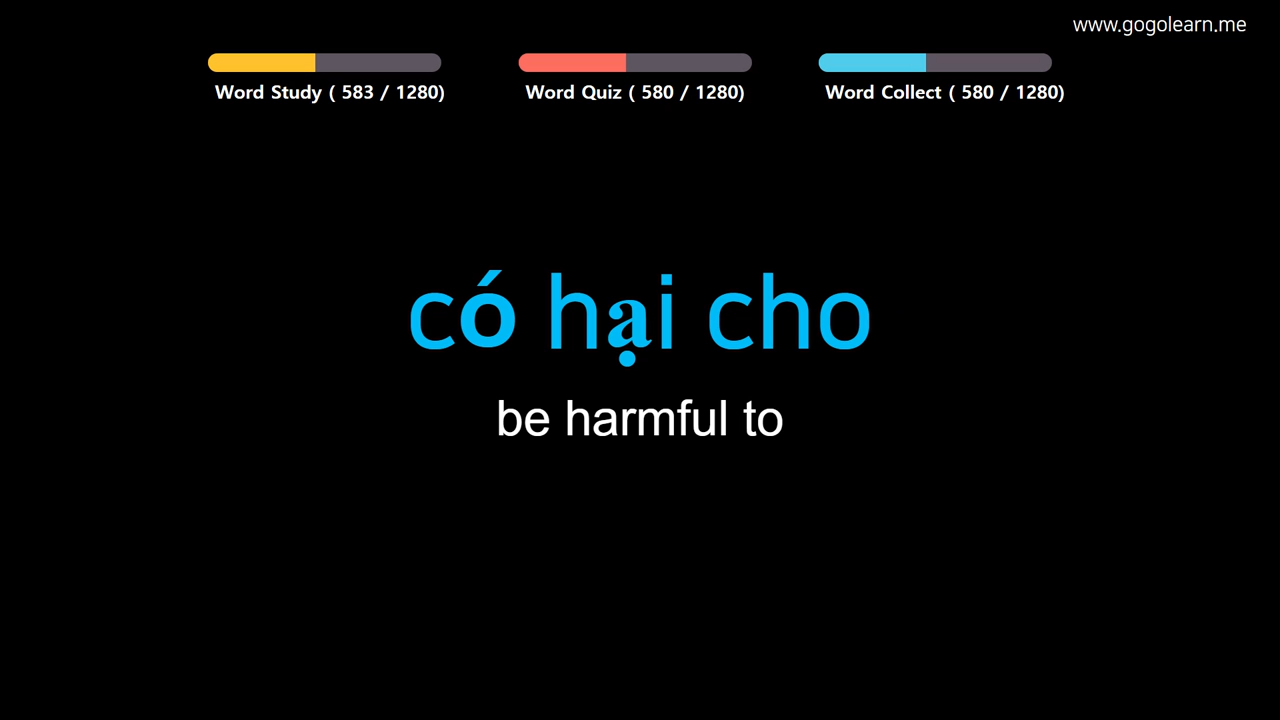 www.gogolearn.me
Word Study ( 583 / 1280)
Word Quiz ( 580 / 1280)
Word Collect ( 580 / 1280)
có hại cho
be harmful to